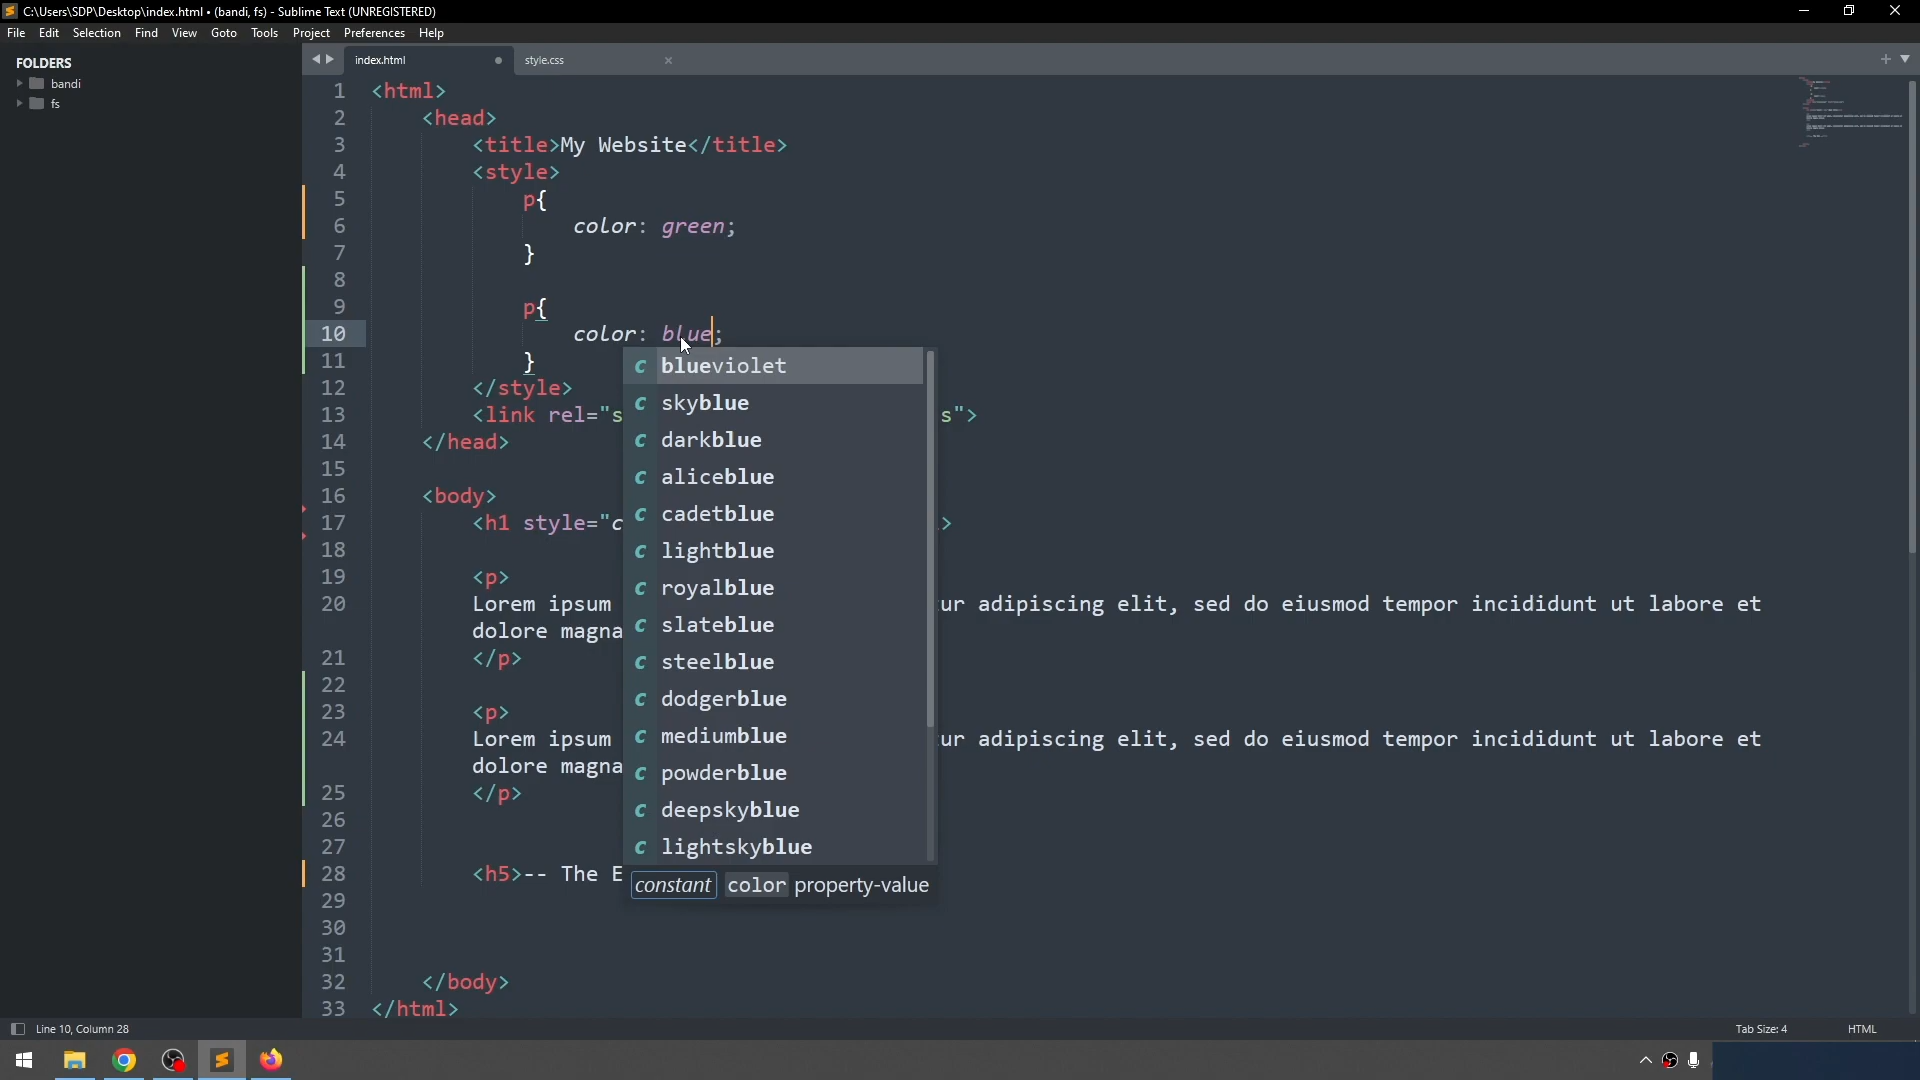 C:\Users\SDP\Desktop\index.html • (bandi, fs) - Sublime Text (UNREGISTERED)
File Edit Selection Find View Goto Tools Project Preferences Help
FOLDERS
bandi
fs
index.html
style.css
1 <html>
2 <head>
3 <title>My Website</title>
4 <style>
5 p{
6 color: green;
7 }
8
9 p{
10 color: blue;
11 }
12 </style>
13 <link rel="s s">
14 </head>
15
16 <body>
17 <h1 style="c >
18
19 <p>
20 Lorem ipsum ur adipiscing elit, sed do eiusmod tempor incididunt ut labore et
dolore magna
21 </p>
22
23 <p>
24 Lorem ipsum ur adipiscing elit, sed do eiusmod tempor incididunt ut labore et
dolore magna
25 </p>
26
27
28 <h5>-- The E
29
30
31
32 </body>
33 </html>
c blueviolet
c skyblue
c darkblue
c aliceblue
c cadetblue
c lightblue
c royalblue
c slateblue
c steelblue
c dodgerblue
c mediumblue
c powderblue
c deepskyblue
c lightskyblue
constant color property-value
Line 10, Column 28
Tab Size: 4
HTML